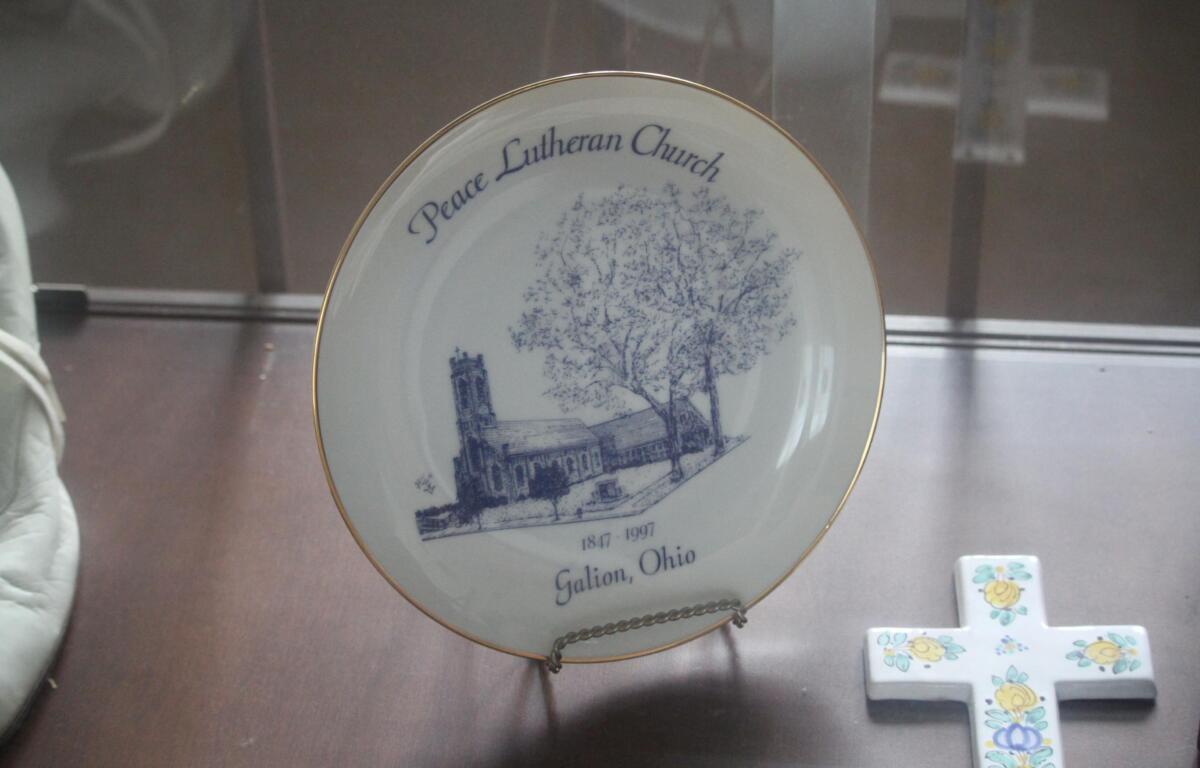 Peace Lutheran Church
1847 - 1997
Galion, Ohio